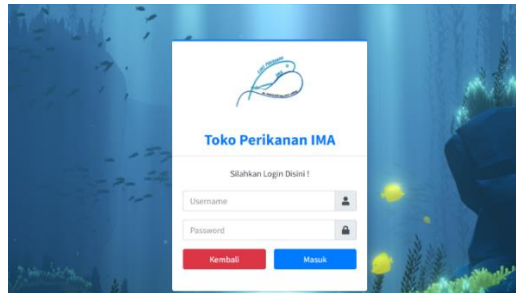 Toko Perikanan IMA
Silahkan Login Disini !
Username
Password
Kembali
Masuk